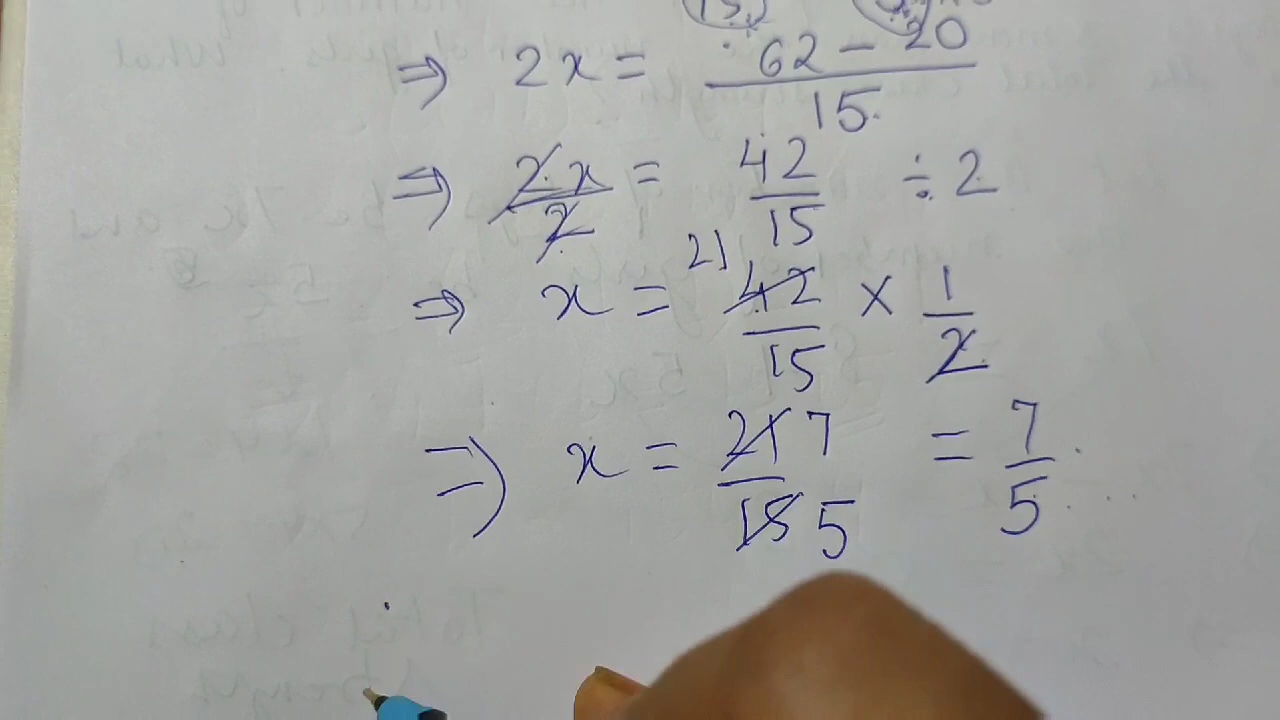 ⇒ 2x = 62 - 20 / 15
⇒ 2x / 2 = 42 / 15 ÷ 2
⇒ x = 21 42 / 15 × 1 / 2
⇒ x = 21 7 / 15 5 = 7 / 5